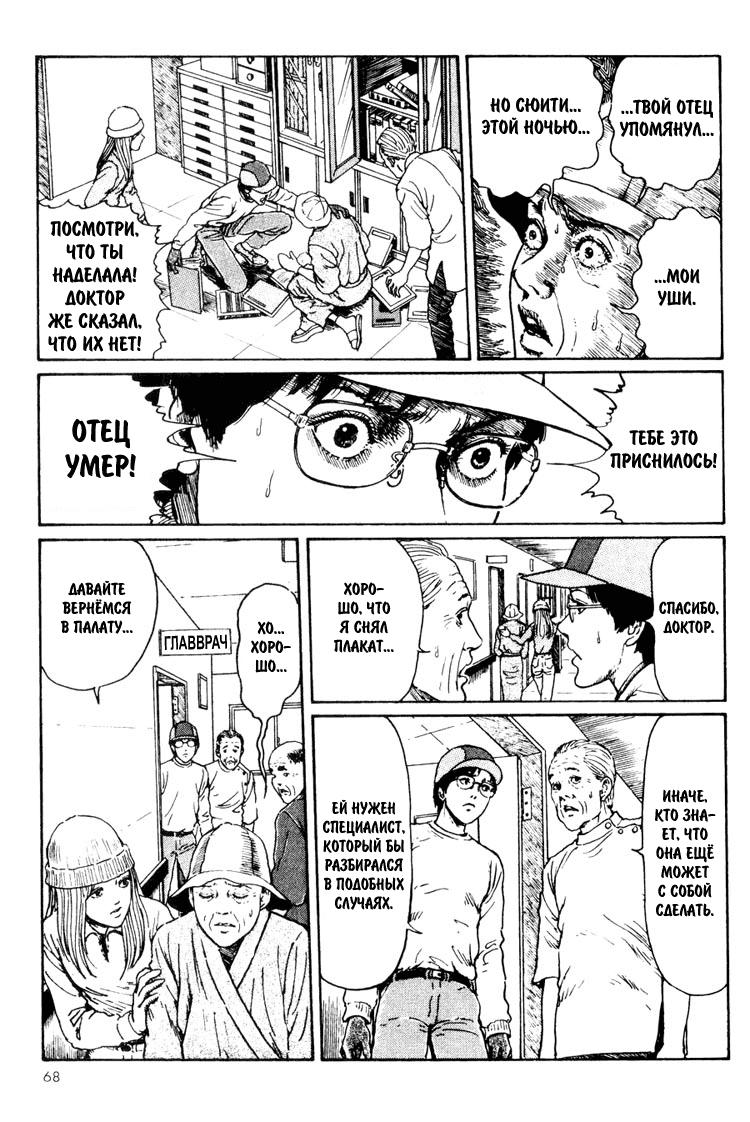 ПОСМОТРИ,
ЧТО ТЫ
НАДЕЛАЛА!
ДОКТОР
ЖЕ СКАЗАЛ,
ЧТО ИХ НЕТ!
НО СЮИТИ...
ЭТОЙ НОЧЬЮ...
...ТВОЙ ОТЕЦ
УПОМЯНУЛ...
...МОИ
УШИ.
ОТЕЦ
УМЕР!
ТЕБЕ ЭТО
ПРИСНИЛОСЬ!
ДАВАЙТЕ
ВЕРНЁМСЯ
В ПАЛАТУ...
ГЛАВВРАЧ
ХО...
ХОРО-
ШО...
ХОРО-
ШО, ЧТО
Я СНЯЛ
ПЛАКАТ...
СПАСИБО,
ДОКТОР.
ЕЙ НУЖЕН
СПЕЦИАЛИСТ,
КОТОРЫЙ БЫ
РАЗБИРАЛСЯ
В ПОДОБНЫХ
СЛУЧАЯХ.
ИНАЧЕ,
КТО ЗНА-
ЕТ, ЧТО
ОНА ЕЩЁ
МОЖЕТ
С СОБОЙ
СДЕЛАТЬ.
68